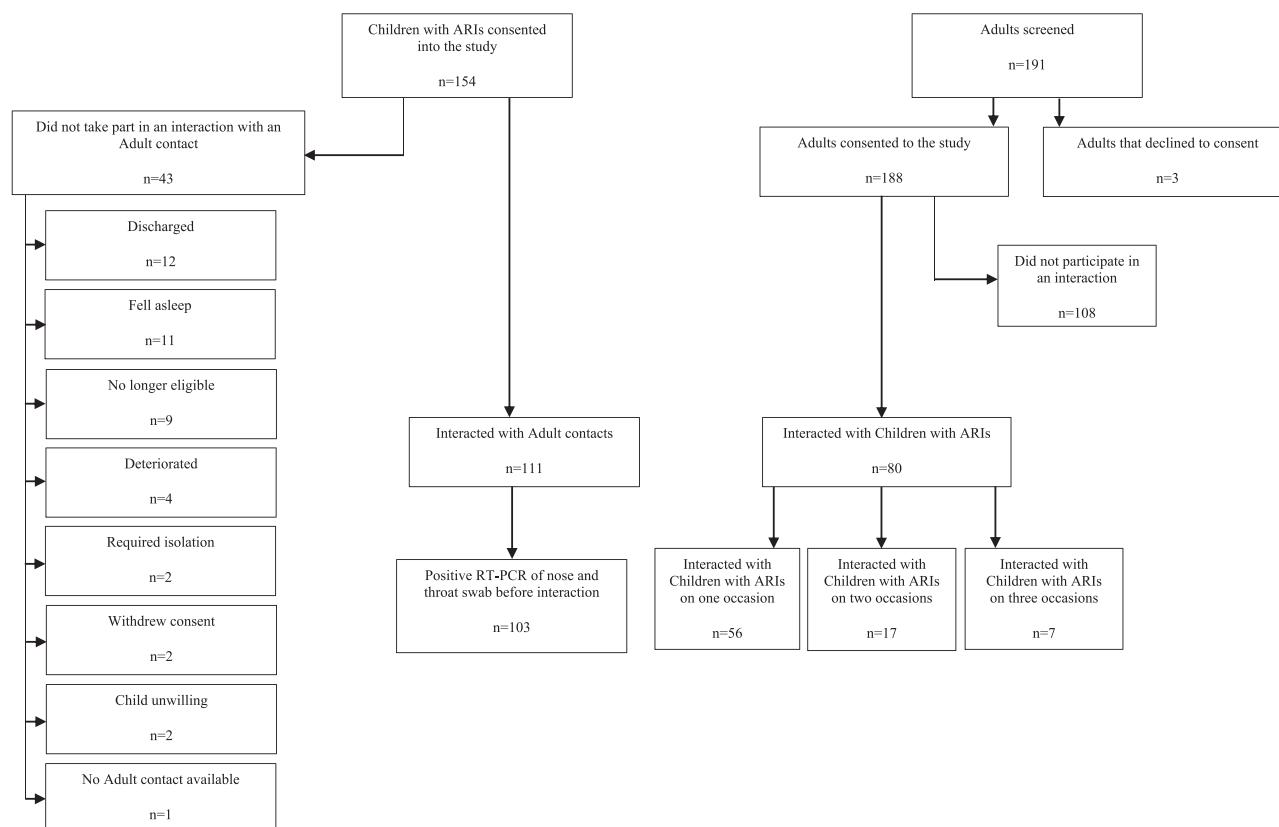 Children with ARIs consented
into the study
n=154
Did not take part in an interaction with an
Adult contact
n=43
Discharged
n=12
Fell asleep
n=11
No longer eligible
n=9
Deteriorated
n=4
Required isolation
n=2
Withdrew consent
n=2
Child unwilling
n=2
No Adult contact available
n=1
Interacted with Adult contacts
n=111
Positive RT-PCR of nose and
throat swab before interaction
n=103
Adults screened
n=191
Adults consented to the study
n=188
Adults that declined to consent
n=3
Did not participate in
an interaction
n=108
Interacted with Children with ARIs
n=80
Interacted with
Children with ARIs
on one occasion
n=56
Interacted with
Children with ARIs
on two occasions
n=17
Interacted with
Children with ARIs
on three occasions
n=7